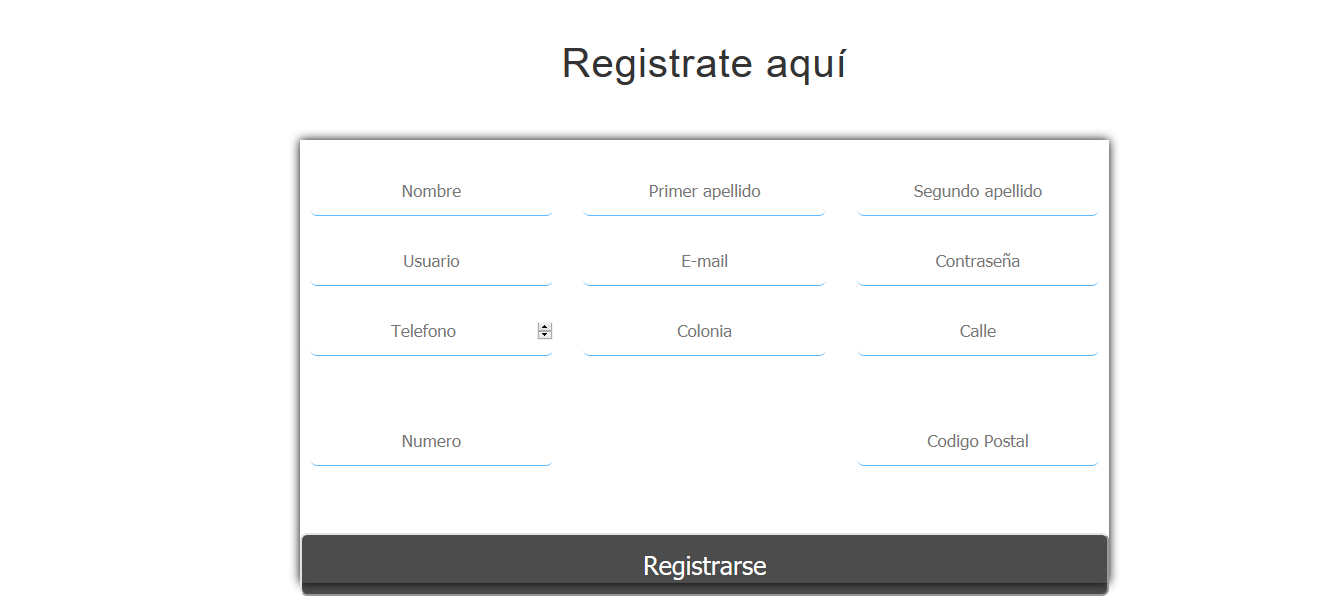 Registrate aquí
Nombre Primer apellido Segundo apellido
Usuario E-mail Contraseña
Telefono Colonia Calle
Numero Codigo Postal
Registrarse